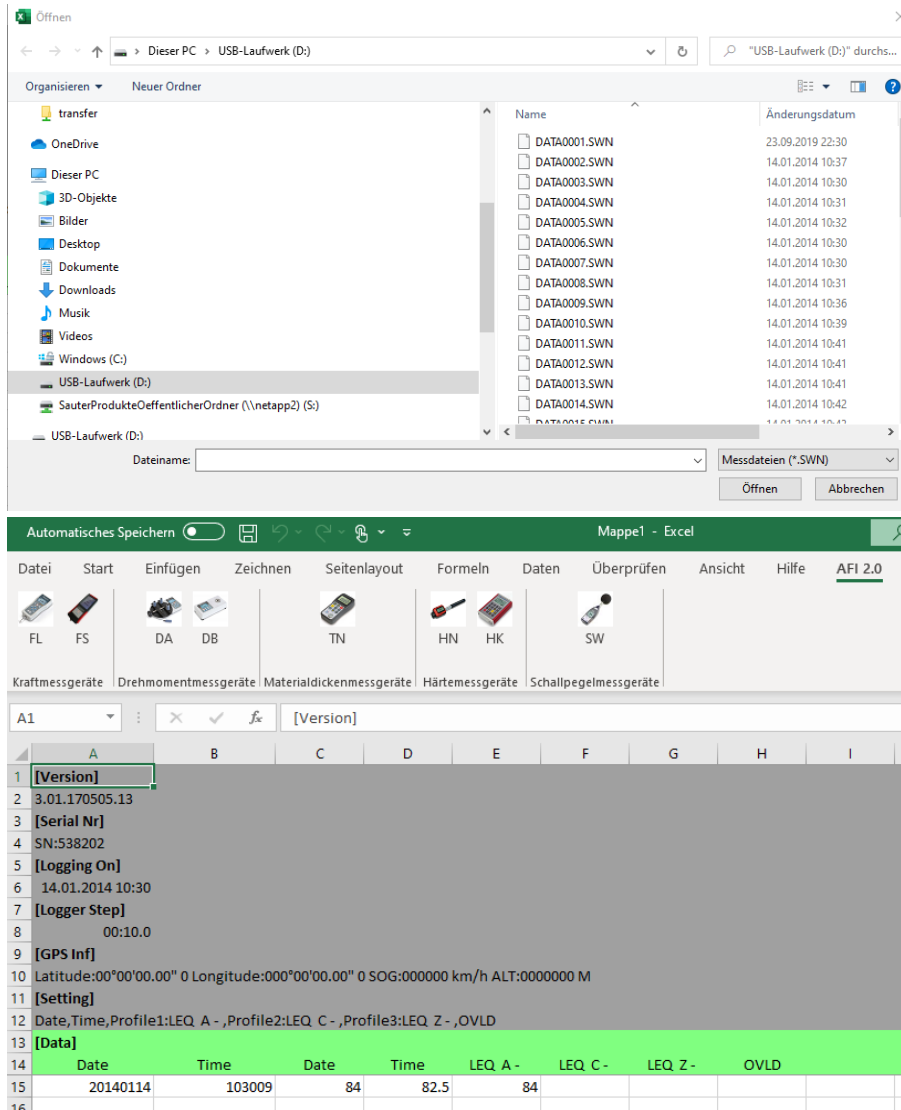 Öffnen
Dieser PC › USB-Laufwerk (D:)
"USB-Laufwerk (D:)" durchs...
Organisieren Neuer Ordner
transfer
OneDrive
Dieser PC
3D-Objekte
Bilder
Desktop
Dokumente
Downloads
Musik
Videos
Windows (C:)
USB-Laufwerk (D:)
SauterProdukteOeffentlicherOrdner (\\netapp2) (S:)
USB-Laufwerk (D:)
Name Änderungsdatum
DATA0001.SWN 23.09.2019 22:30
DATA0002.SWN 14.01.2014 10:37
DATA0003.SWN 14.01.2014 10:30
DATA0004.SWN 14.01.2014 10:31
DATA0005.SWN 14.01.2014 10:32
DATA0006.SWN 14.01.2014 10:30
DATA0007.SWN 14.01.2014 10:30
DATA0008.SWN 14.01.2014 10:31
DATA0009.SWN 14.01.2014 10:36
DATA0010.SWN 14.01.2014 10:39
DATA0011.SWN 14.01.2014 10:41
DATA0012.SWN 14.01.2014 10:41
DATA0013.SWN 14.01.2014 10:41
DATA0014.SWN 14.01.2014 10:42
DATA0015.SWN 14.01.2014 10:42
Dateiname: Messdateien (*.SWN)
Öffnen Abbrechen
Automatisches Speichern Mappe1 - Excel
Datei Start Einfügen Zeichnen Seitenlayout Formeln Daten Überprüfen Ansicht Hilfe AFI 2.0
FL FS DA DB TN HN HK SW
Kraftmessgeräte Drehmomentmessgeräte Materialdickenmessgeräte Härtemessgeräte Schallpegelmessgeräte
A1 fx [Version]
A B C D E F G H I
1 [Version]
2 3.01.170505.13
3 [Serial Nr]
4 SN:538202
5 [Logging On]
6 14.01.2014 10:30
7 [Logger Step]
8 00:10.0
9 [GPS Inf]
10 Latitude:00°00'00.00" 0 Longitude:000°00'00.00" 0 SOG:000000 km/h ALT:0000000 M
11 [Setting]
12 Date,Time,Profile1:LEQ A - ,Profile2:LEQ C - ,Profile3:LEQ Z - ,OVLD
13 [Data]
14 Date Time Date Time LEQ A - LEQ C - LEQ Z - OVLD
15 20140114 103009 84 82.5 84
16